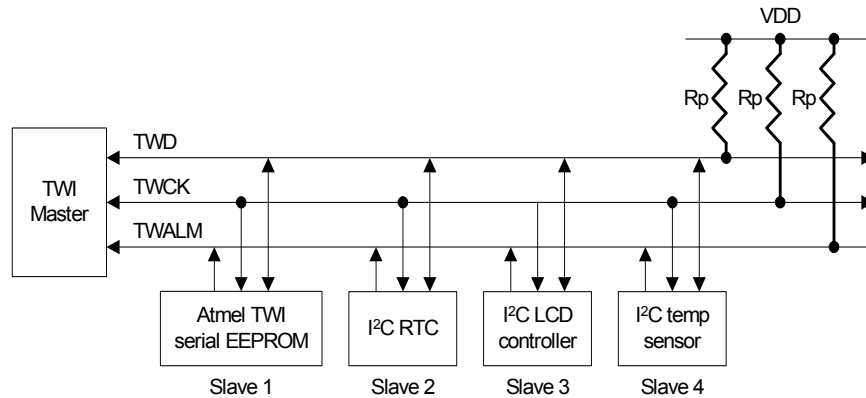 VDD
Rp Rp Rp
TWI
Master
TWD
TWCK
TWALM
Atmel TWI
serial EEPROM
I²C RTC
I²C LCD
controller
I²C temp
sensor
Slave 1
Slave 2
Slave 3
Slave 4